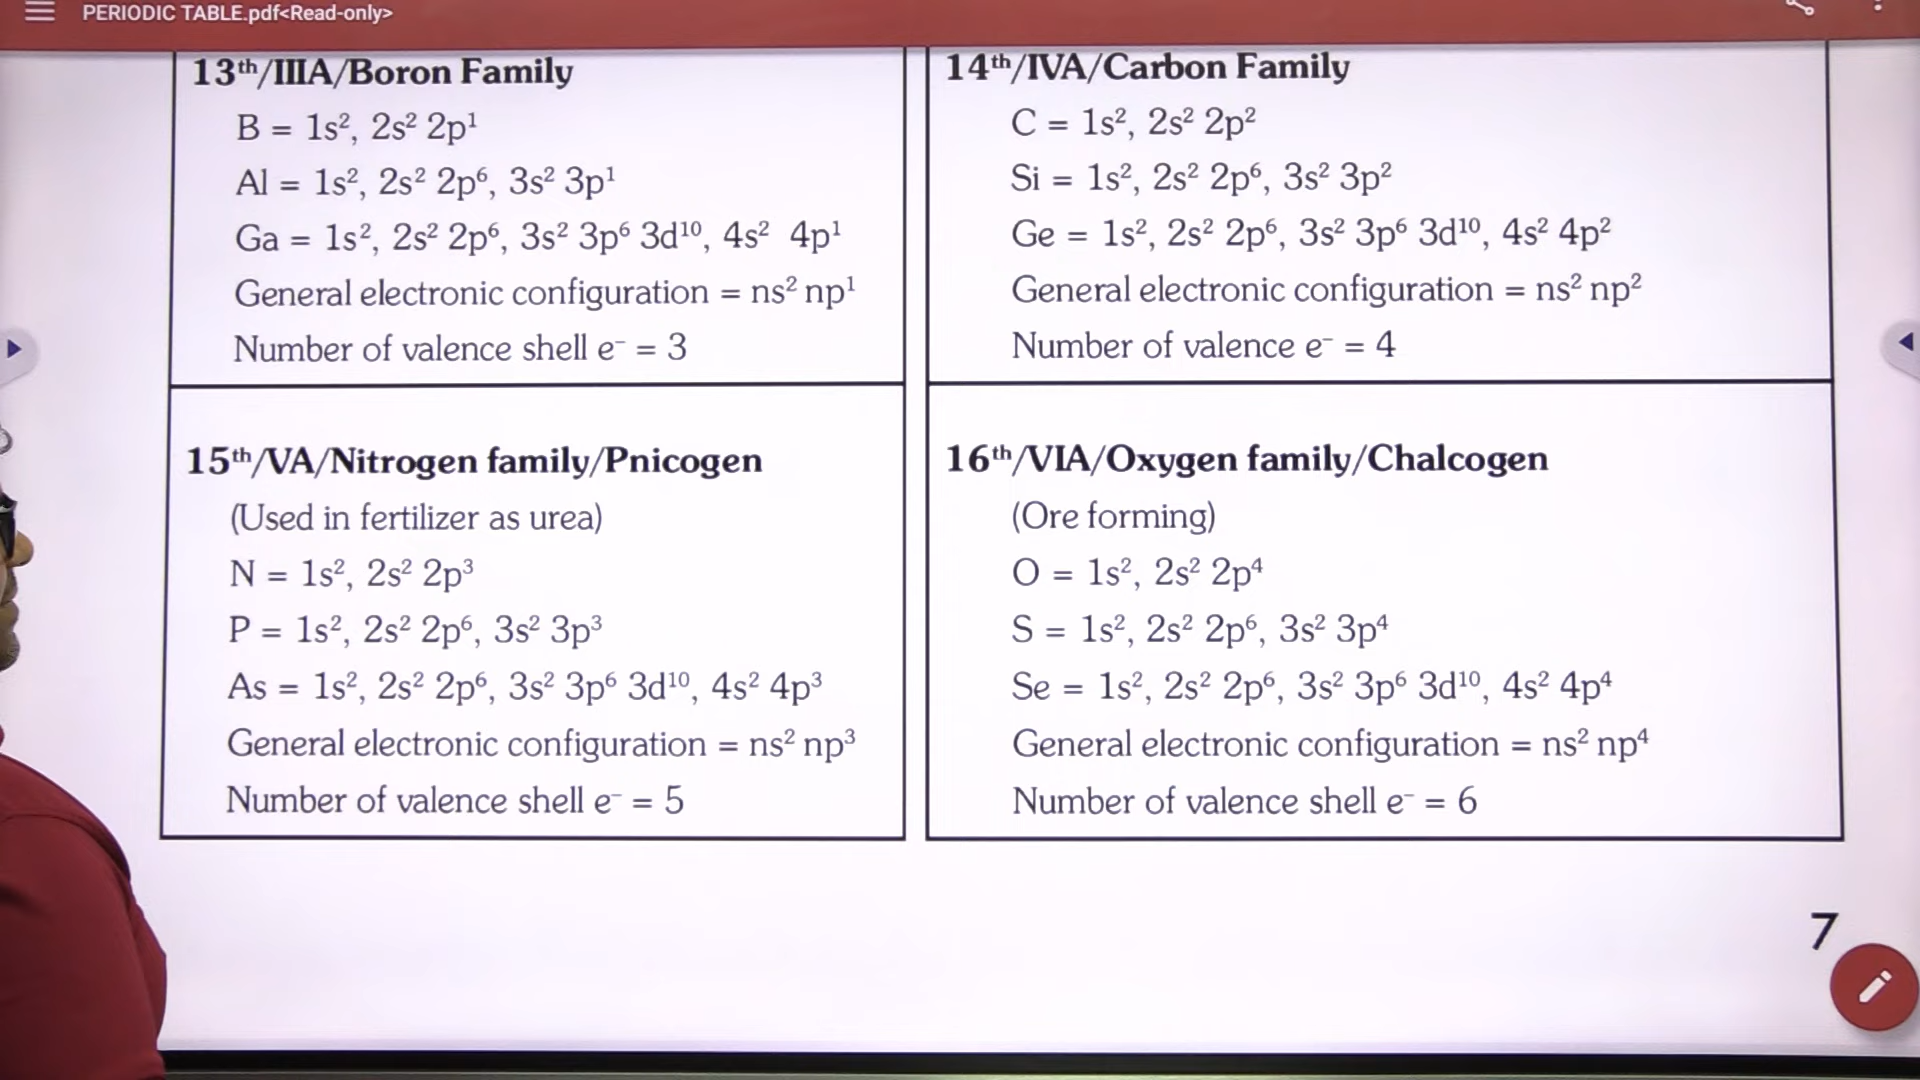 PERIODIC TABLE.pdf<Read-only>
13ᵗʰ/IIIA/Boron Family
B = 1s², 2s² 2p¹
Al = 1s², 2s² 2p⁶, 3s² 3p¹
Ga = 1s², 2s² 2p⁶, 3s² 3p⁶ 3d¹⁰, 4s² 4p¹
General electronic configuration = ns² np¹
Number of valence shell e⁻ = 3
14ᵗʰ/IVA/Carbon Family
C = 1s², 2s² 2p²
Si = 1s², 2s² 2p⁶, 3s² 3p²
Ge = 1s², 2s² 2p⁶, 3s² 3p⁶ 3d¹⁰, 4s² 4p²
General electronic configuration = ns² np²
Number of valence e⁻ = 4
15ᵗʰ/VA/Nitrogen family/Pnicogen
(Used in fertilizer as urea)
N = 1s², 2s² 2p³
P = 1s², 2s² 2p⁶, 3s² 3p³
As = 1s², 2s² 2p⁶, 3s² 3p⁶ 3d¹⁰, 4s² 4p³
General electronic configuration = ns² np³
Number of valence shell e⁻ = 5
16ᵗʰ/VIA/Oxygen family/Chalcogen
(Ore forming)
O = 1s², 2s² 2p⁴
S = 1s², 2s² 2p⁶, 3s² 3p⁴
Se = 1s², 2s² 2p⁶, 3s² 3p⁶ 3d¹⁰, 4s² 4p⁴
General electronic configuration = ns² np⁴
Number of valence shell e⁻ = 6
7